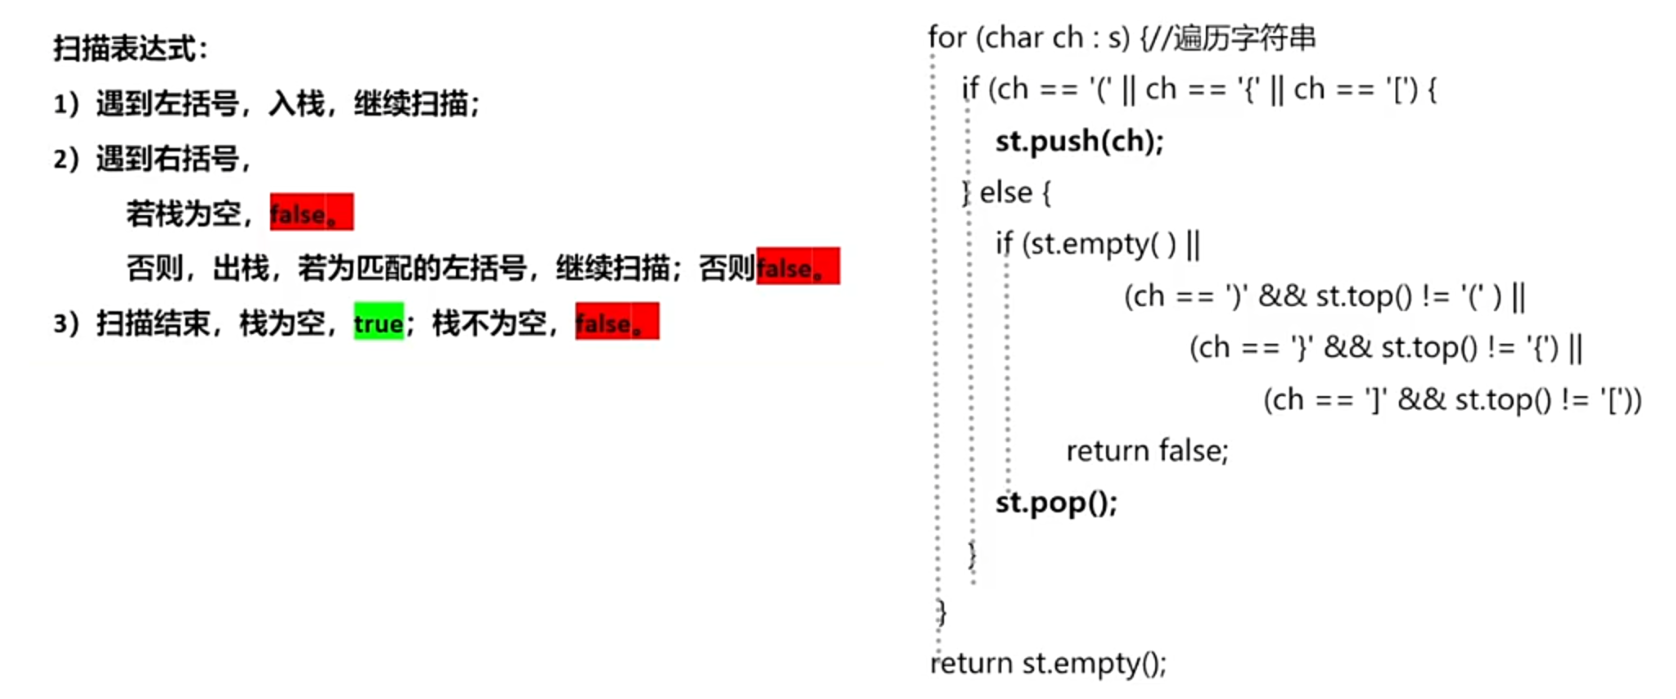 扫描表达式：
1）遇到左括号，入栈，继续扫描；
2）遇到右括号，
若栈为空，false。
否则，出栈，若为匹配的左括号，继续扫描；否则false。
3）扫描结束，栈为空，true；栈不为空，false。
for (char ch : s) {//遍历字符串
if (ch == '(' || ch == '{' || ch == '[') {
st.push(ch);
} else {
if (st.empty( ) ||
(ch == ')' && st.top() != '(' ) ||
(ch == '}' && st.top() != '{') ||
(ch == ']' && st.top() != '['))
return false;
st.pop();
}
}
return st.empty();